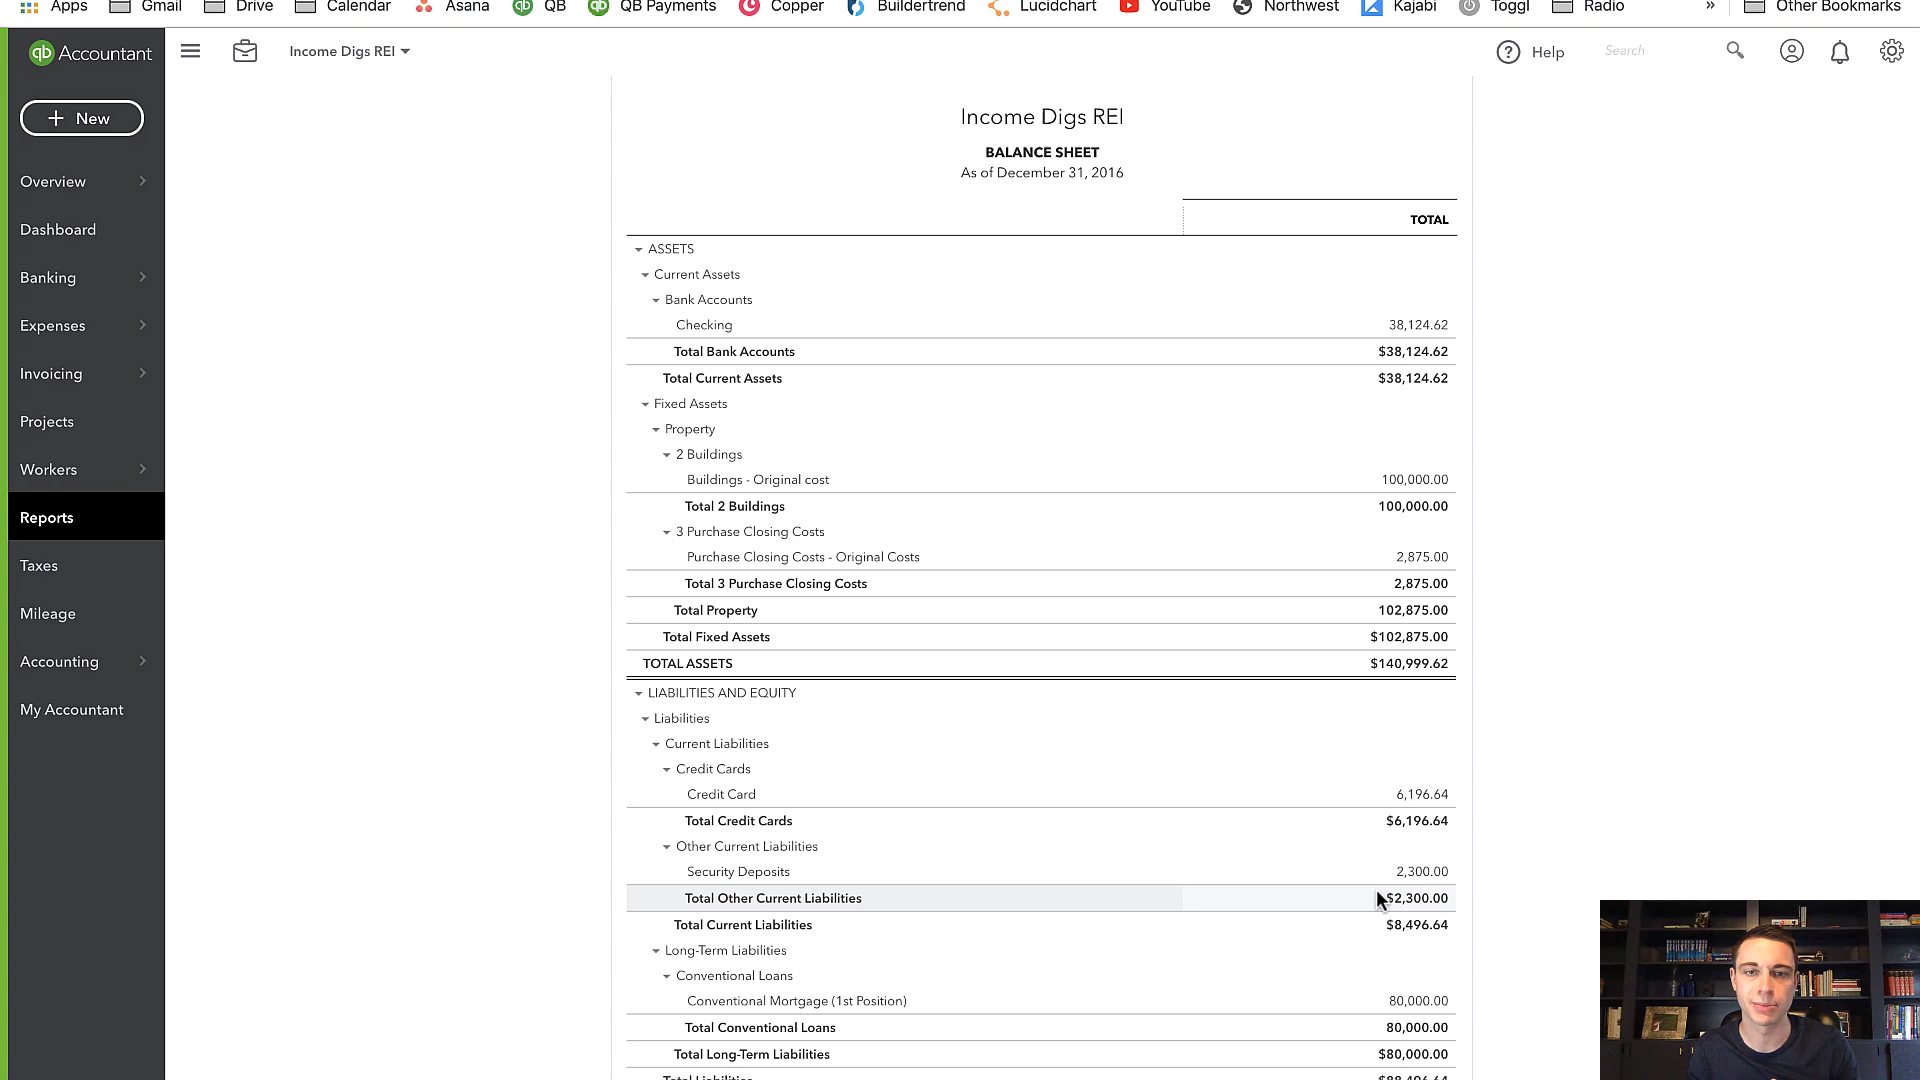 Apps Gmail Drive Calendar Asana QB QB Payments Copper Buildertrend Lucidchart YouTube Northwest Kajabi Toggl Radio » Other Bookmarks
qb Accountant Income Digs REI Help Search
+ New
Overview
Dashboard
Banking
Expenses
Invoicing
Projects
Workers
Reports
Taxes
Mileage
Accounting
My Accountant
Income Digs REI
BALANCE SHEET
As of December 31, 2016
TOTAL
ASSETS
Current Assets
Bank Accounts
Checking 38,124.62
Total Bank Accounts $38,124.62
Total Current Assets $38,124.62
Fixed Assets
Property
2 Buildings
Buildings - Original cost 100,000.00
Total 2 Buildings 100,000.00
3 Purchase Closing Costs
Purchase Closing Costs - Original Costs 2,875.00
Total 3 Purchase Closing Costs 2,875.00
Total Property 102,875.00
Total Fixed Assets $102,875.00
TOTAL ASSETS $140,999.62
LIABILITIES AND EQUITY
Liabilities
Current Liabilities
Credit Cards
Credit Card 6,196.64
Total Credit Cards $6,196.64
Other Current Liabilities
Security Deposits 2,300.00
Total Other Current Liabilities $2,300.00
Total Current Liabilities $8,496.64
Long-Term Liabilities
Conventional Loans
Conventional Mortgage (1st Position) 80,000.00
Total Conventional Loans 80,000.00
Total Long-Term Liabilities $80,000.00
Total Liabilities $88,496.64